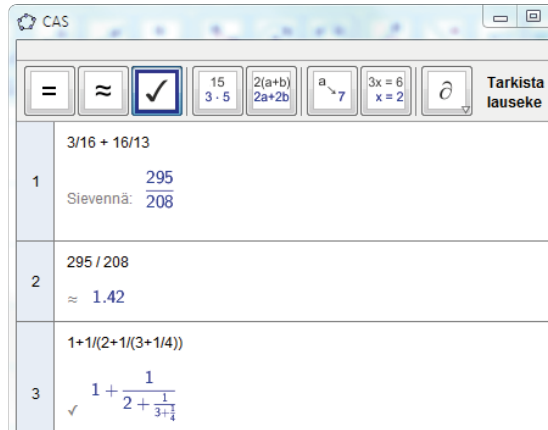 CAS
= ≈ ✓ 15 3 · 5 2(a+b) 2a+2b a 7 3x = 6 x = 2 ∂ Tarkista lauseke
3/16 + 16/13
1 Sievennä: 295/208
295 / 208
2 ≈ 1.42
1+1/(2+1/(3+1/4))
3 ✓ 1 + 1/(2 + 1/(3+1/4))